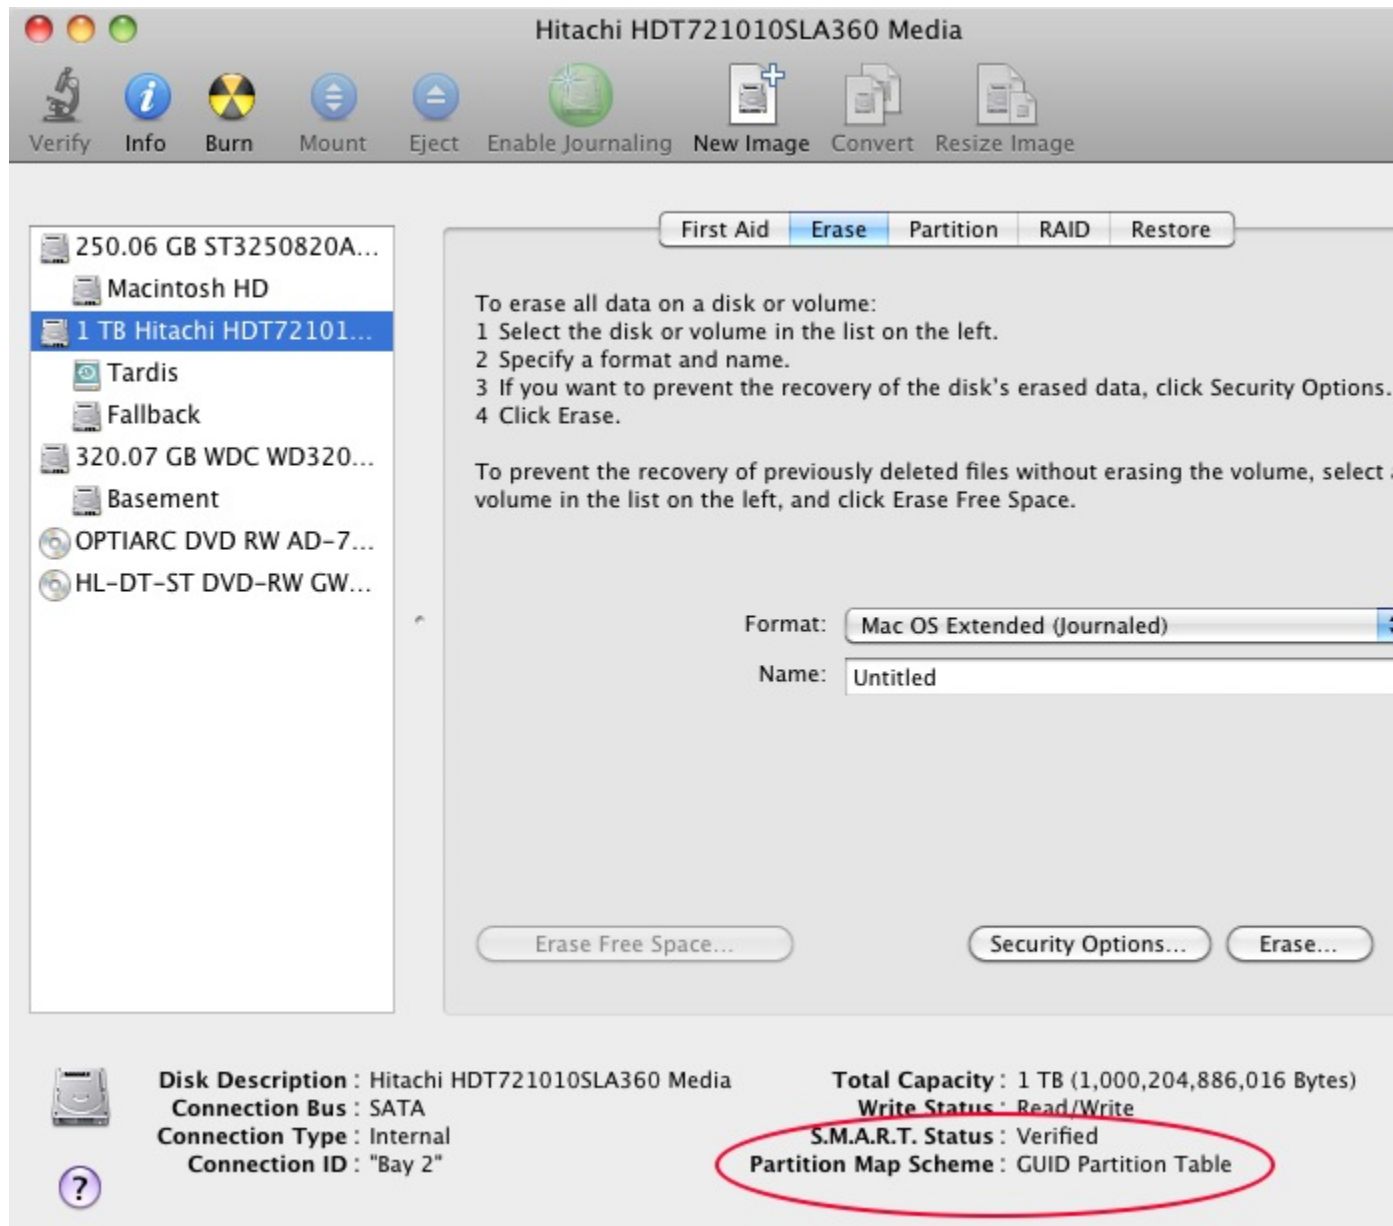 Hitachi HDT721010SLA360 Media
Verify Info Burn Mount Eject Enable Journaling New Image Convert Resize Image
250.06 GB ST3250820A...
Macintosh HD
1 TB Hitachi HDT72101...
Tardis
Fallback
320.07 GB WDC WD320...
Basement
OPTIARC DVD RW AD-7...
HL-DT-ST DVD-RW GW...
First Aid Erase Partition RAID Restore
To erase all data on a disk or volume:
1 Select the disk or volume in the list on the left.
2 Specify a format and name.
3 If you want to prevent the recovery of the disk's erased data, click Security Options.
4 Click Erase.
To prevent the recovery of previously deleted files without erasing the volume, select a
volume in the list on the left, and click Erase Free Space.
Format: Mac OS Extended (Journaled)
Name: Untitled
Erase Free Space... Security Options... Erase...
Disk Description : Hitachi HDT721010SLA360 Media
Connection Bus : SATA
Connection Type : Internal
Connection ID : "Bay 2"
Total Capacity : 1 TB (1,000,204,886,016 Bytes)
Write Status : Read/Write
S.M.A.R.T. Status : Verified
Partition Map Scheme : GUID Partition Table
?